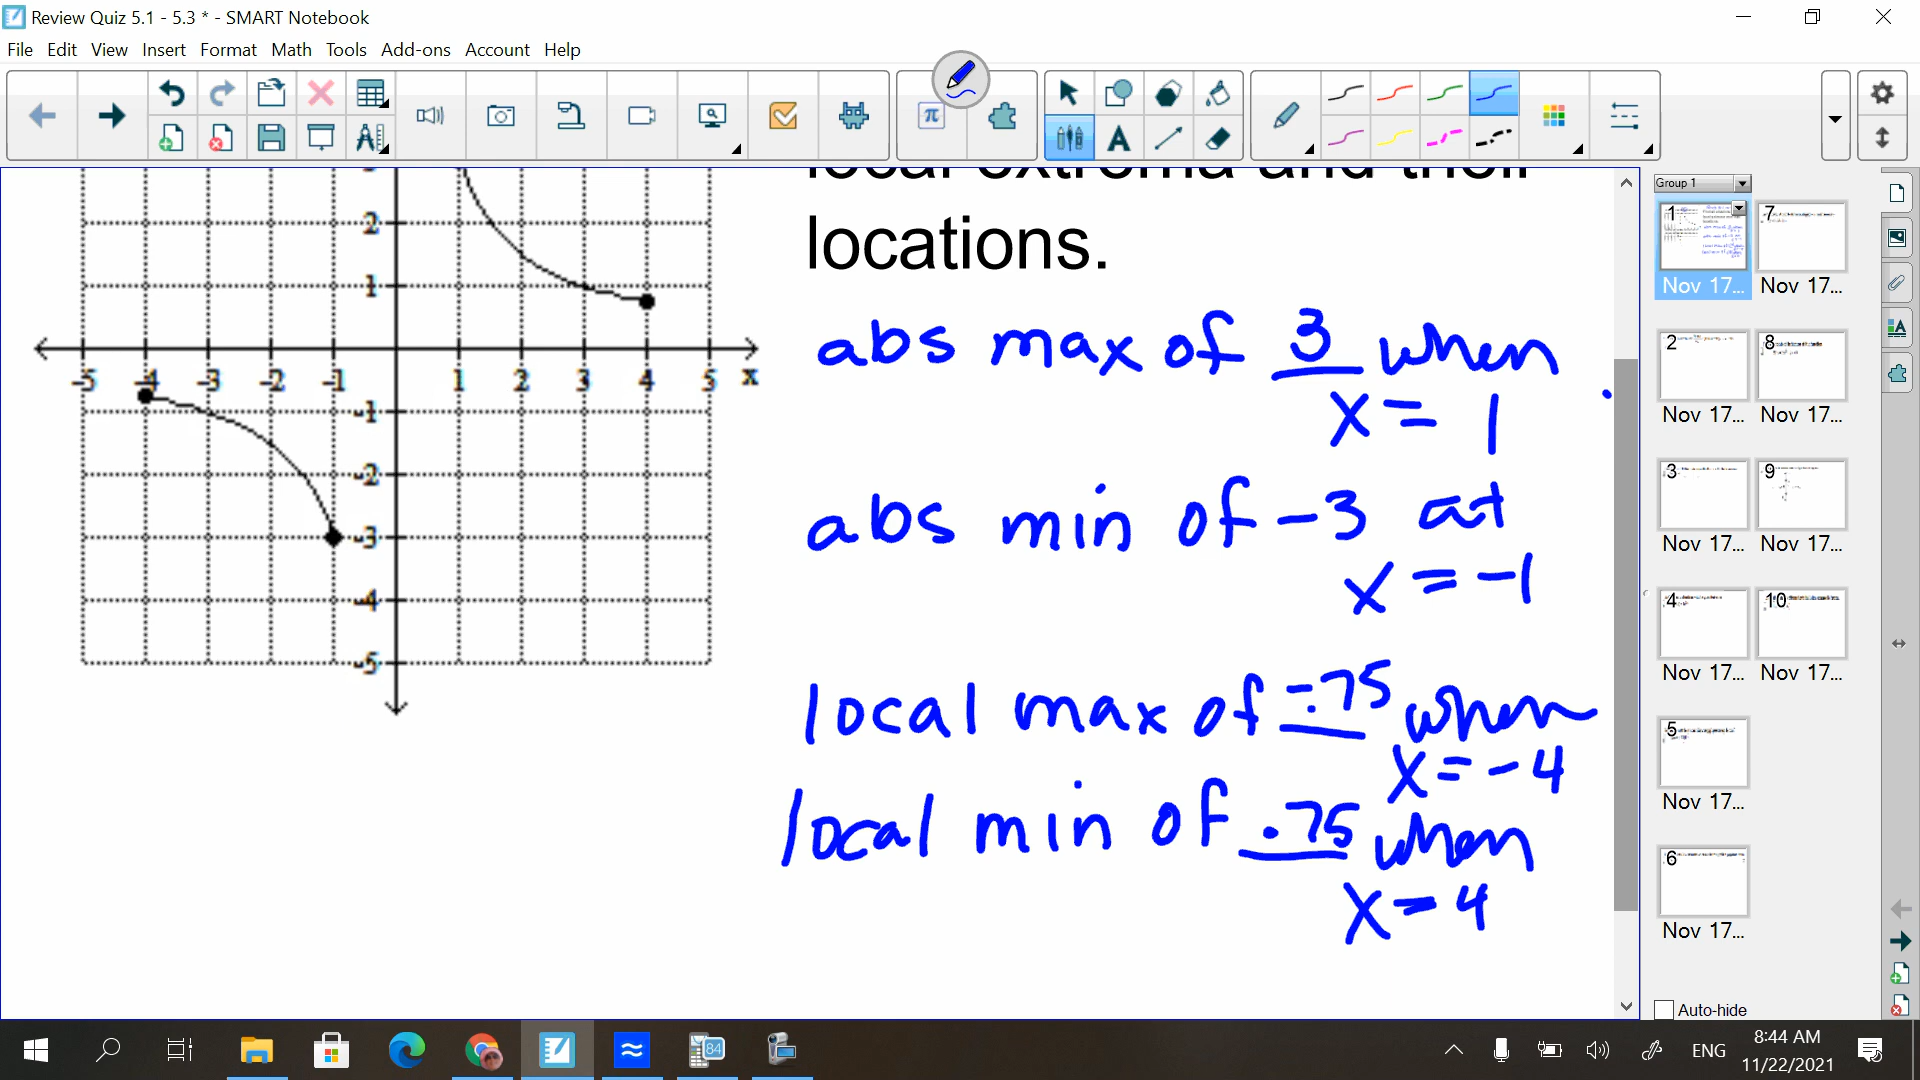 Review Quiz 5.1 - 5.3 * - SMART Notebook
File Edit View Insert Format Math Tools Add-ons Account Help
π
A
local extrema and their
locations.
abs max of 3 when
x = 1
abs min of -3 at
x = -1
local max of -.75 when
x = -4
local min of .75 when
x = 4
2
1
-5 -4 -3 -2 -1 1 2 3 4 5 x
-1
-2
-3
-4
-5
Group 1
1 7
Nov 17... Nov 17...
2 8
Nov 17... Nov 17...
3 9
Nov 17... Nov 17...
4 10
Nov 17... Nov 17...
5
Nov 17...
6
Nov 17...
Auto-hide
84
ENG
8:44 AM
11/22/2021